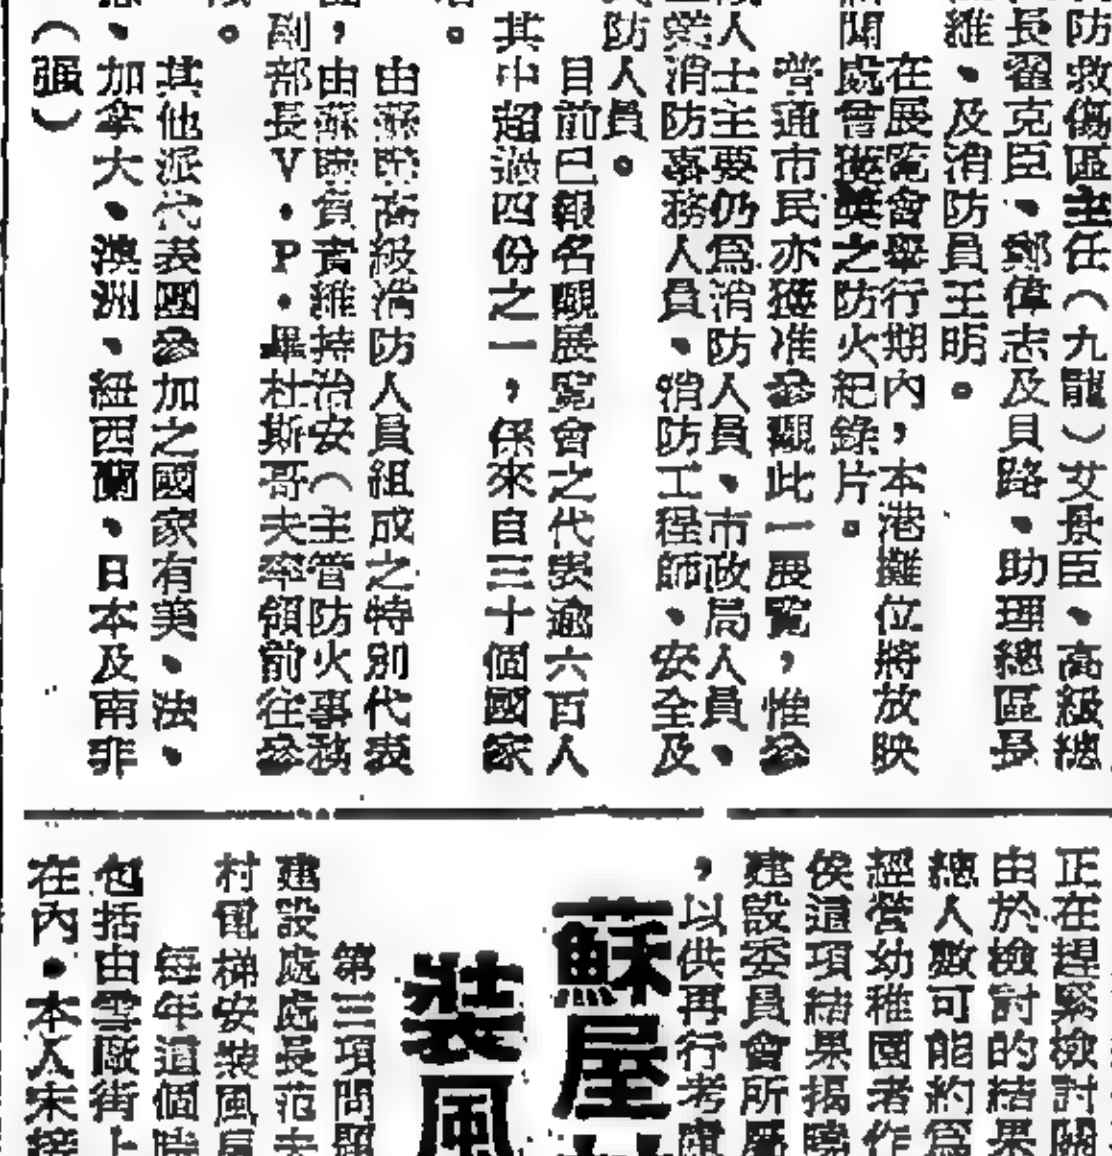 防救傷區主任（九龍）艾景臣、高級總
長翟克臣、鄭偉志及貝路、助理總區長
維、及消防員王明。
在展覽會舉行期內，本港攤位將放映
聞處會攝製之防火紀錄片。
普通市民亦獲准參觀此一展覽，惟參
人士主要仍爲消防人員、市政局人員、
業消防事務人員、消防工程師、安全及
防人員。
目前已報名觀展覽會之代表逾六百人
其中超過四份之一，係來自三十個國家
由蘇聯高級消防人員組成之特別代表
，由蘇聯負責維持治安（主管防火事務
副部長V．P．畢杜斯哥夫率領前往參
。
其他派代表團參加之國家有美、法、
、加拿大、澳洲、紐西蘭、日本及南非
（張）
正在趕緊檢討關
由於檢討的結果
總人數可能約爲
經營幼稚園者作
俟這項結果揭曉
建設委員會所
，以供再行考慮
蘇屋
裝風
第三項問題
建設處處長范
村電梯安裝風扇
每年這個時
包括由雪廠街上
在內．本人未接